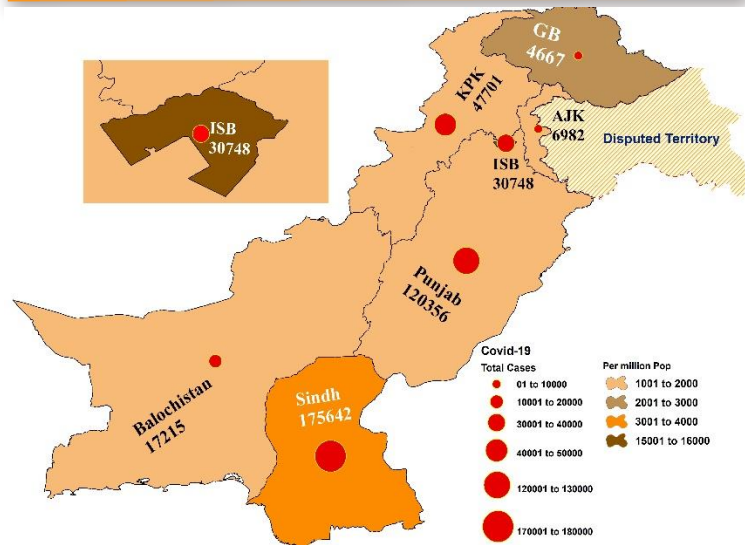 GB
4667
KPK
47701
ISB
30748
AJK
6982
Disputed Territory
ISB
30748
Punjab
120356
Balochistan
17215
Sindh
175642
Covid-19
Total Cases
01 to 10000
10001 to 20000
30001 to 40000
40001 to 50000
120001 to 130000
170001 to 180000
Per million Pop
1001 to 2000
2001 to 3000
3001 to 4000
15001 to 16000